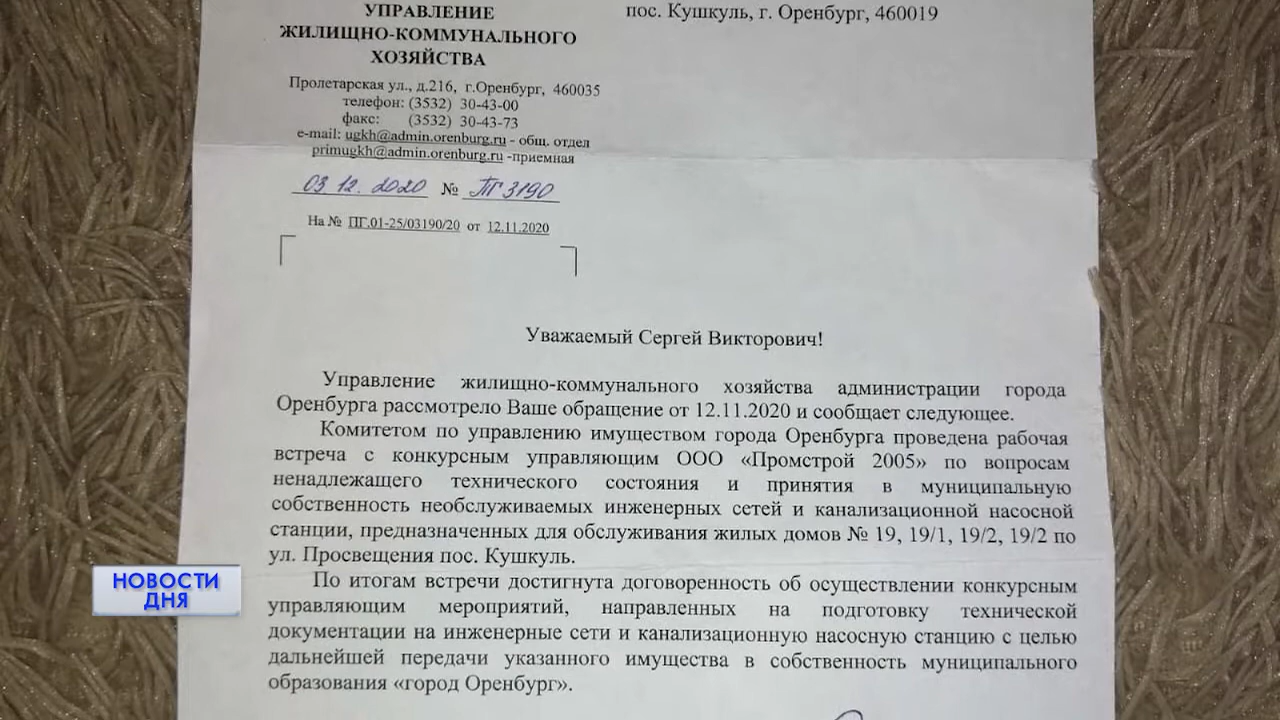 УПРАВЛЕНИЕ
ЖИЛИЩНО-КОММУНАЛЬНОГО
ХОЗЯЙСТВА
Пролетарская ул., д.216, г.Оренбург, 460035
телефон: (3532) 30-43-00
факс: (3532) 30-43-73
e-mail: ugkh@admin.orenburg.ru - общ. отдел
primugkh@admin.orenburg.ru -приемная
03.12.2020 № ПГ3190
На № ПГ.01-25/03190/20 от 12.11.2020
пос. Кушкуль, г. Оренбург, 460019
Уважаемый Сергей Викторович!
Управление жилищно-коммунального хозяйства администрации города
Оренбурга рассмотрело Ваше обращение от 12.11.2020 и сообщает следующее.
Комитетом по управлению имуществом города Оренбурга проведена рабочая
встреча с конкурсным управляющим ООО «Промстрой 2005» по вопросам
ненадлежащего технического состояния и принятия в муниципальную
собственность необслуживаемых инженерных сетей и канализационной насосной
станции, предназначенных для обслуживания жилых домов № 19, 19/1, 19/2, 19/2 по
ул. Просвещения пос. Кушкуль.
По итогам встречи достигнута договоренность об осуществлении конкурсным
управляющим мероприятий, направленных на подготовку технической
документации на инженерные сети и канализационную насосную станцию с целью
дальнейшей передачи указанного имущества в собственность муниципального
образования «город Оренбург».
НОВОСТИ
ДНЯ